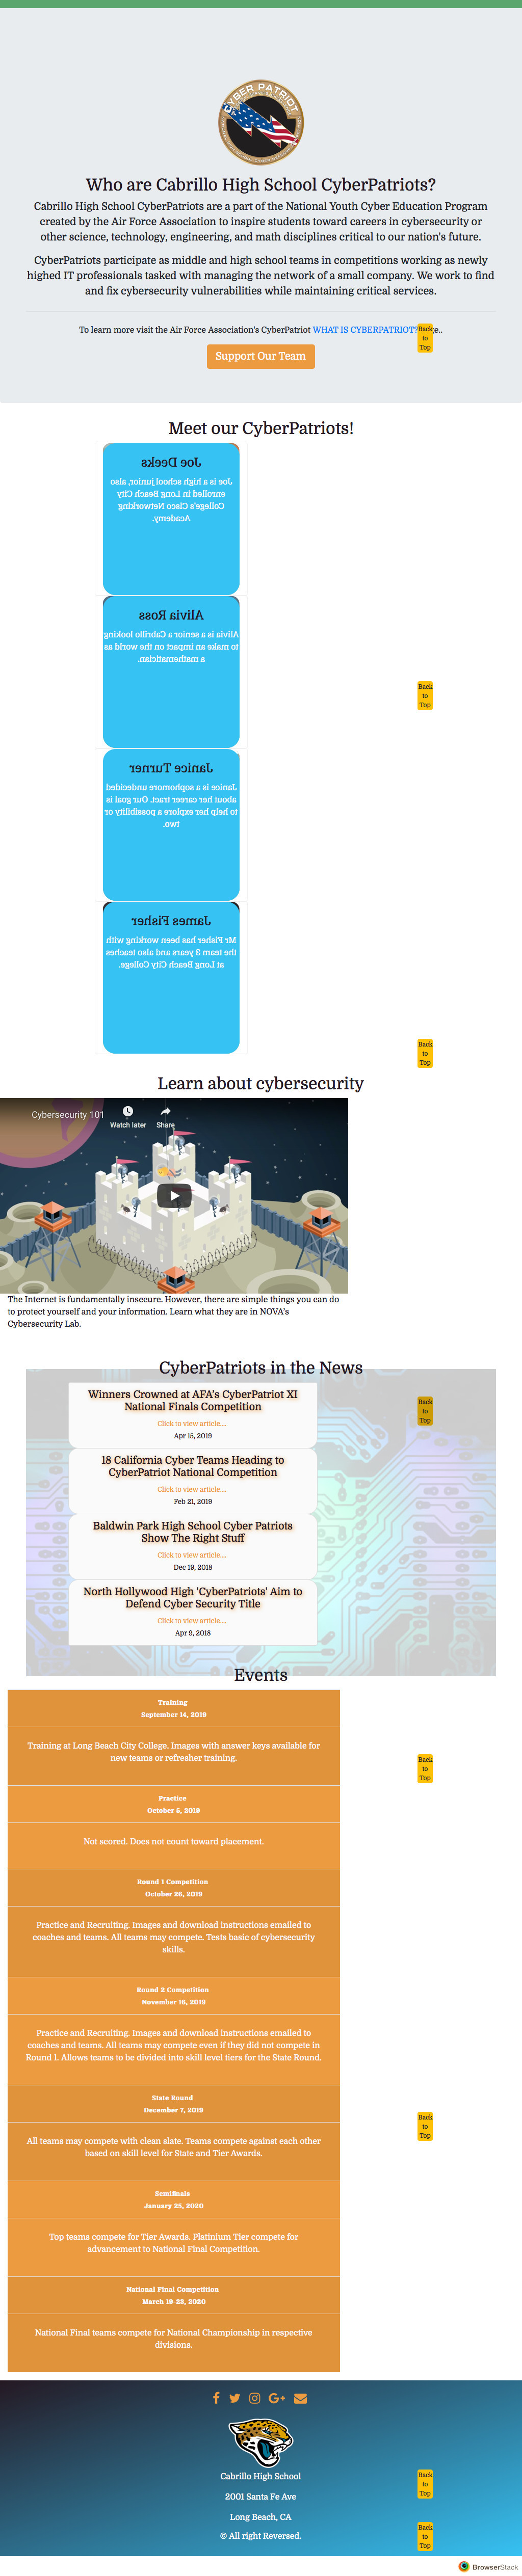 CYBER PATRIOT
Who are Cabrillo High School CyberPatriots?
Cabrillo High School CyberPatriots are a part of the National Youth Cyber Education Program
created by the Air Force Association to inspire students toward careers in cybersecurity or
other science, technology, engineering, and math disciplines critical to our nation's future.
CyberPatriots participate as middle and high school teams in competitions working as newly
highed IT professionals tasked with managing the network of a small company. We work to find
and fix cybersecurity vulnerabilities while maintaining critical services.
To learn more visit the Air Force Association's CyberPatriot WHAT IS CYBERPATRIOT? e..
Back
to
Top
Support Our Team
Meet our CyberPatriots!
Joe Deeks
Joe is a high school junior, also
enrolled in Long Beach City
College's Cisco Networking
Academy.
Alivia Ross
Alivia is a senior a Cabrillo looking
to make an impact on the world as
a mathematician.
Back
to
Top
Janice Turner
Janice is a sophomore undecided
about her career tract. Our goal is
to help her explore a possibility or
two.
James Fisher
Mr Fisher has been working with
the team 3 years and also teaches
at Long Beach City College.
Back
to
Top
Learn about cybersecurity
Cybersecurity 101
Watch later
Share
The Internet is fundamentally insecure. However, there are simple things you can do
to protect yourself and your information. Learn what they are in NOVA's
Cybersecurity Lab.
CyberPatriots in the News
Winners Crowned at AFA's CyberPatriot XI
National Finals Competition
Click to view article....
Apr 15, 2019
Back
to
Top
18 California Cyber Teams Heading to
CyberPatriot National Competition
Click to view article....
Feb 21, 2019
Baldwin Park High School Cyber Patriots
Show The Right Stuff
Click to view article....
Dec 19, 2018
North Hollywood High 'CyberPatriots' Aim to
Defend Cyber Security Title
Click to view article....
Apr 9, 2018
Events
Training
September 14, 2019
Training at Long Beach City College. Images with answer keys available for
new teams or refresher training.
Back
to
Top
Practice
October 5, 2019
Not scored. Does not count toward placement.
Round 1 Competition
October 26, 2019
Practice and Recruiting. Images and download instructions emailed to
coaches and teams. All teams may compete. Tests basic of cybersecurity
skills.
Round 2 Competition
November 16, 2019
Practice and Recruiting. Images and download instructions emailed to
coaches and teams. All teams may compete even if they did not compete in
Round 1. Allows teams to be divided into skill level tiers for the State Round.
State Round
December 7, 2019
All teams may compete with clean slate. Teams compete against each other
based on skill level for State and Tier Awards.
Back
to
Top
Semifinals
January 25, 2020
Top teams compete for Tier Awards. Platinium Tier compete for
advancement to National Final Competition.
National Final Competition
March 19-23, 2020
National Final teams compete for National Championship in respective
divisions.
Cabrillo High School
2001 Santa Fe Ave
Long Beach, CA
© All right Reversed.
Back
to
Top
Back
to
Top
BrowserStack